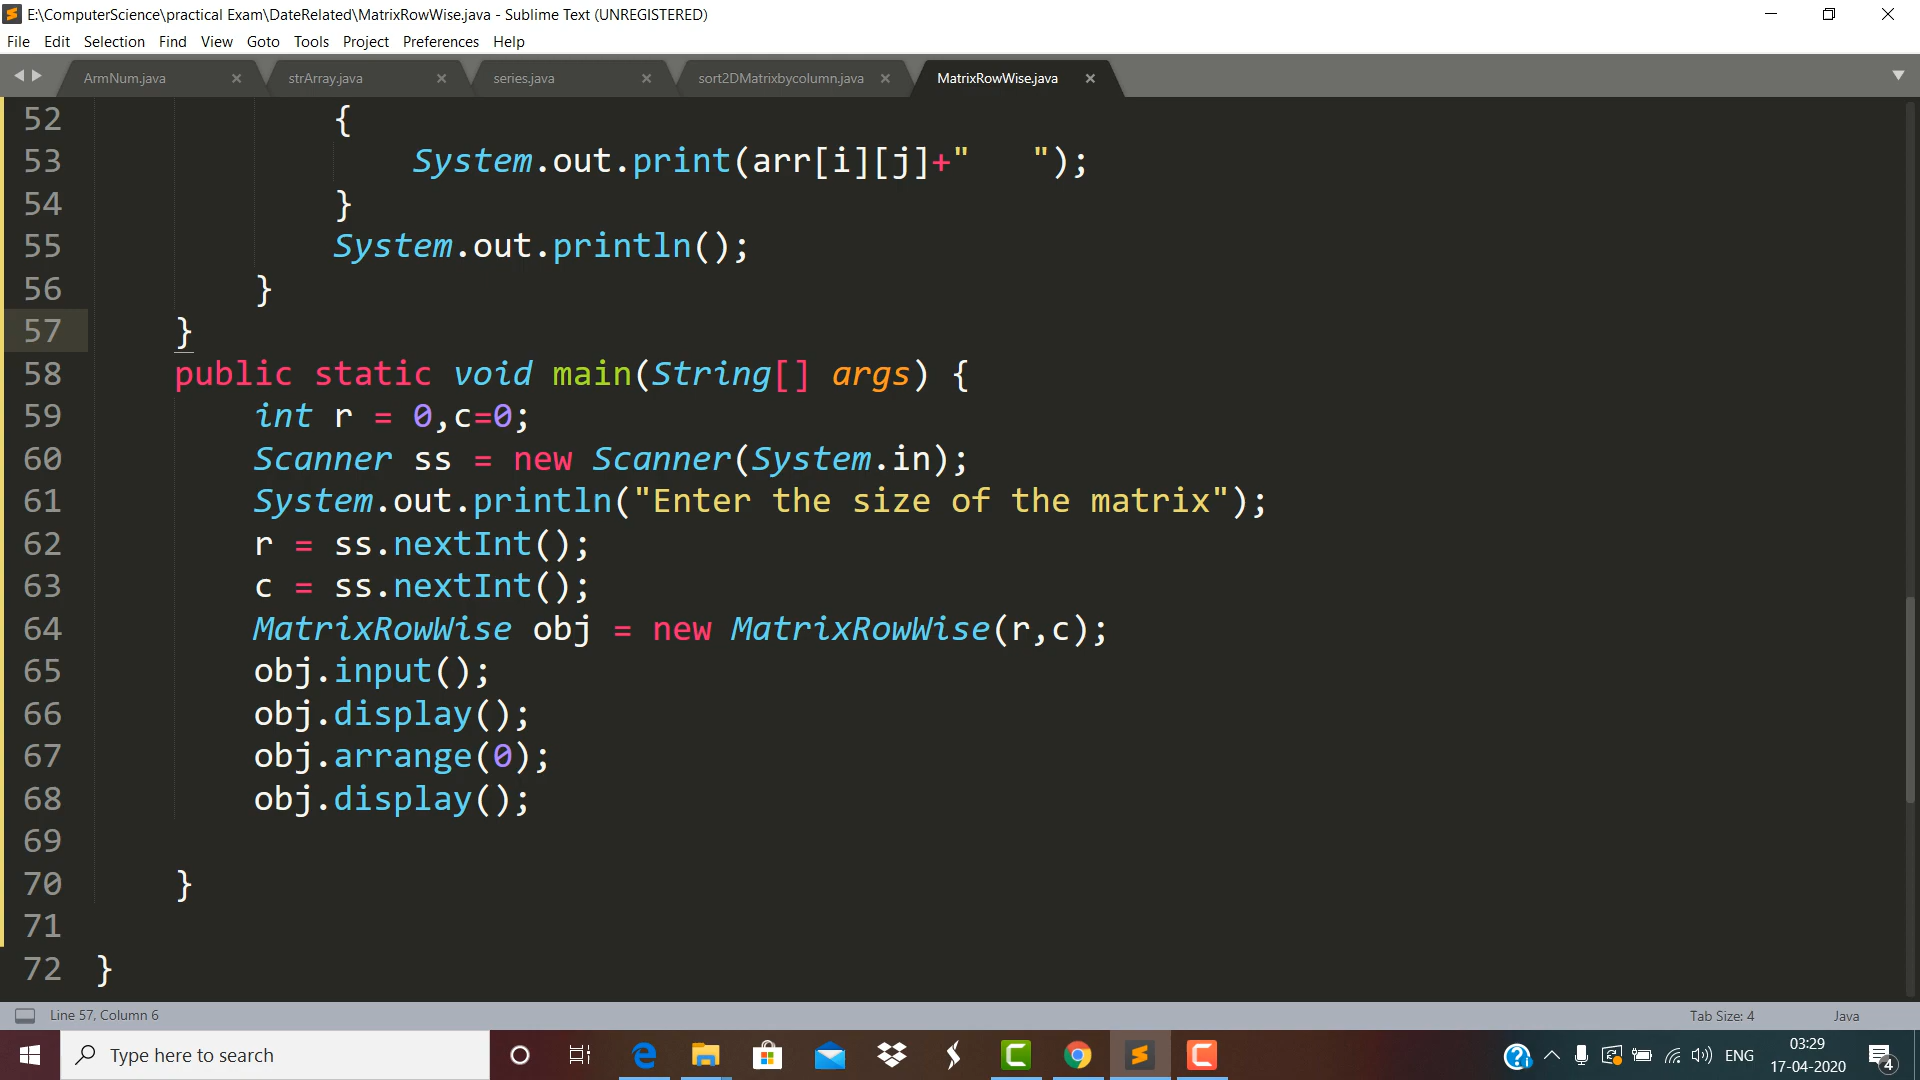 E:\ComputerScience\practical Exam\DateRelated\MatrixRowWise.java - Sublime Text (UNREGISTERED)
File Edit Selection Find View Goto Tools Project Preferences Help
ArmNum.java strArray.java series.java sort2DMatrixbycolumn.java MatrixRowWise.java
52 {
53 System.out.print(arr[i][j]+"   ");
54 }
55 System.out.println();
56 }
57 }
58 public static void main(String[] args) {
59 int r = 0,c=0;
60 Scanner ss = new Scanner(System.in);
61 System.out.println("Enter the size of the matrix");
62 r = ss.nextInt();
63 c = ss.nextInt();
64 MatrixRowWise obj = new MatrixRowWise(r,c);
65 obj.input();
66 obj.display();
67 obj.arrange(0);
68 obj.display();
69
70 }
71
72 }
Line 57, Column 6 Tab Size: 4 Java
Type here to search ENG 03:29
17-04-2020 4